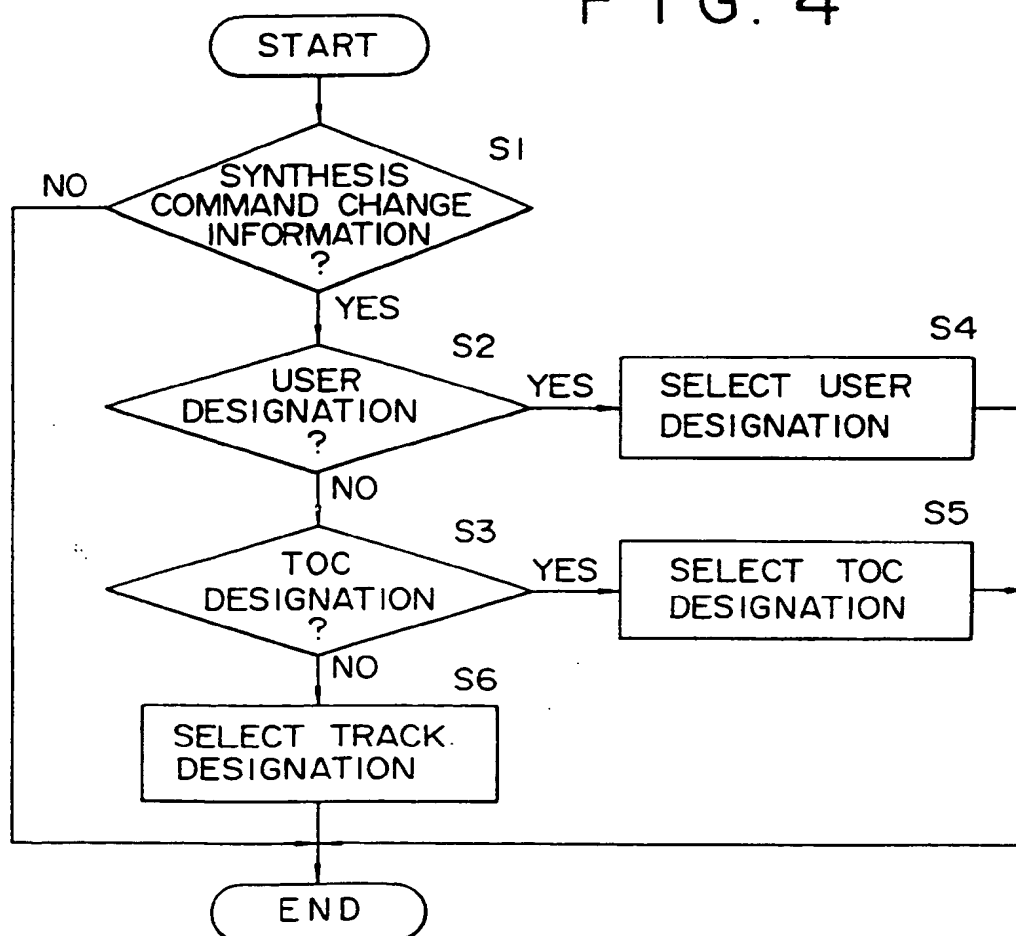 FIG. 4
START
S1
SYNTHESIS
COMMAND CHANGE
INFORMATION
?
NO
YES
S2
USER
DESIGNATION
?
YES
S4
SELECT USER
DESIGNATION
NO
S3
TOC
DESIGNATION
?
YES
S5
SELECT TOC
DESIGNATION
NO
S6
SELECT TRACK
DESIGNATION
END